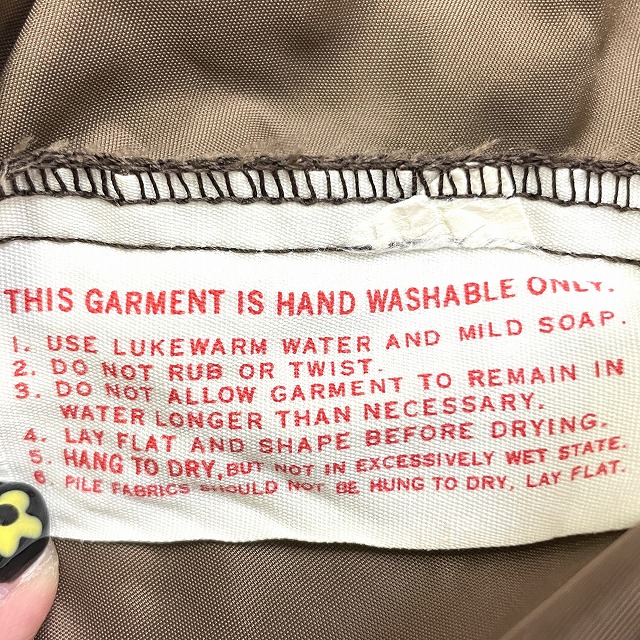 THIS GARMENT IS HAND WASHABLE ONLY.
1. USE LUKEWARM WATER AND MILD SOAP.
2. DO NOT RUB OR TWIST.
3. DO NOT ALLOW GARMENT TO REMAIN IN
WATER LONGER THAN NECESSARY.
4. LAY FLAT AND SHAPE BEFORE DRYING.
5. HANG TO DRY, BUT NOT IN EXCESSIVELY WET STATE.
6. PILE FABRICS SHOULD NOT BE HUNG TO DRY, LAY FLAT.